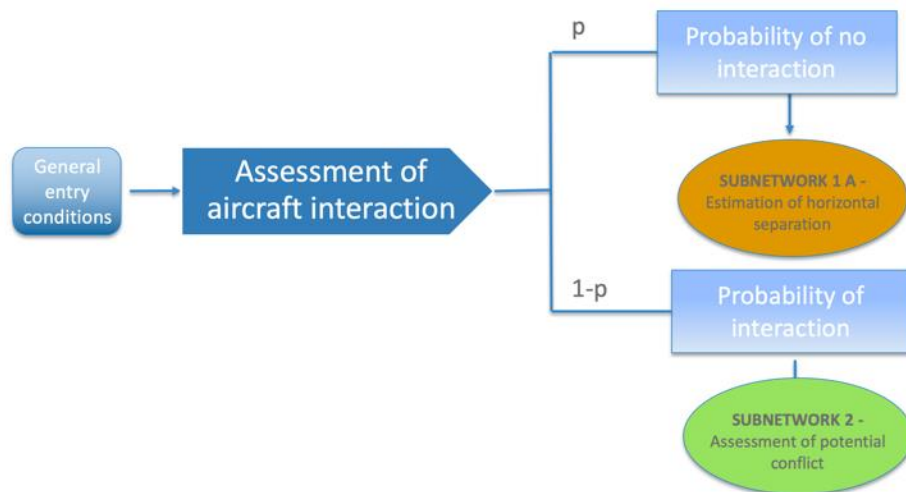 General
entry
conditions
Assessment of
aircraft interaction
p
Probability of no
interaction
SUBNETWORK 1 A -
Estimation of horizontal
separation
1-p
Probability of
interaction
SUBNETWORK 2 -
Assessment of potential
conflict